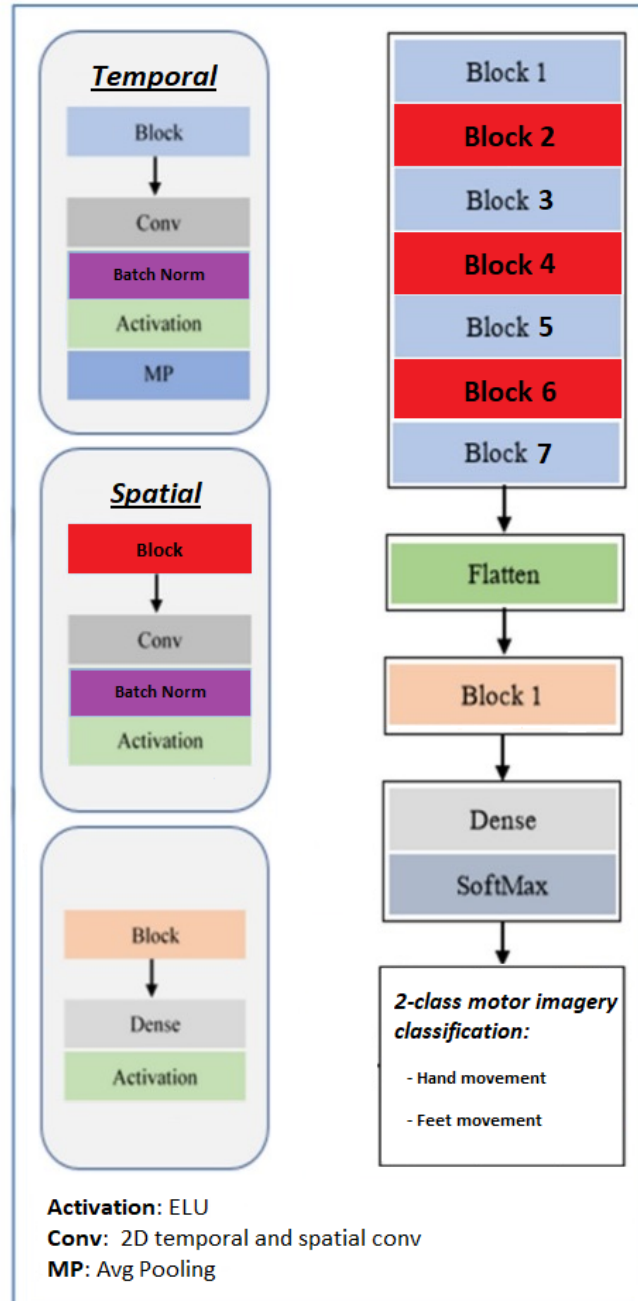 Temporal
Block
Conv
Batch Norm
Activation
MP
Spatial
Block
Conv
Batch Norm
Activation
Block
Dense
Activation
Block 1
Block 2
Block 3
Block 4
Block 5
Block 6
Block 7
Flatten
Block 1
Dense
SoftMax
2-class motor imagery
classification:
- Hand movement
- Feet movement
Activation: ELU
Conv: 2D temporal and spatial conv
MP: Avg Pooling